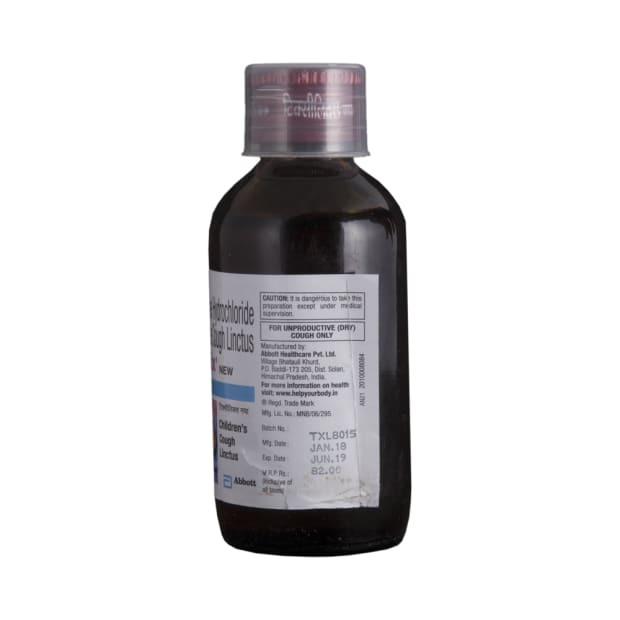 Hydrochloride
Cough Linctus
NEW
Children's
Cough
Linctus
Abbott
CAUTION: It is dangerous to take this
preparation except under medical
supervision.
FOR UNPRODUCTIVE (DRY)
COUGH ONLY
Manufactured by:
Abbott Healthcare Pvt. Ltd.
Village Bhatauli Khurd,
P.O. Baddi-173 205, Dist. Solan,
Himachal Pradesh, India.
For more information on health
visit: www.helpyourbody.in
® Regd. Trade Mark
Mfg. Lic. No.: MNB/06/295
Batch No.: TXL8015
Mfg. Date: JAN.18
Exp. Date: JUN.19
M.R.P. Rs.: 82.00
(Inclusive of
all taxes)
AN21 2010008084